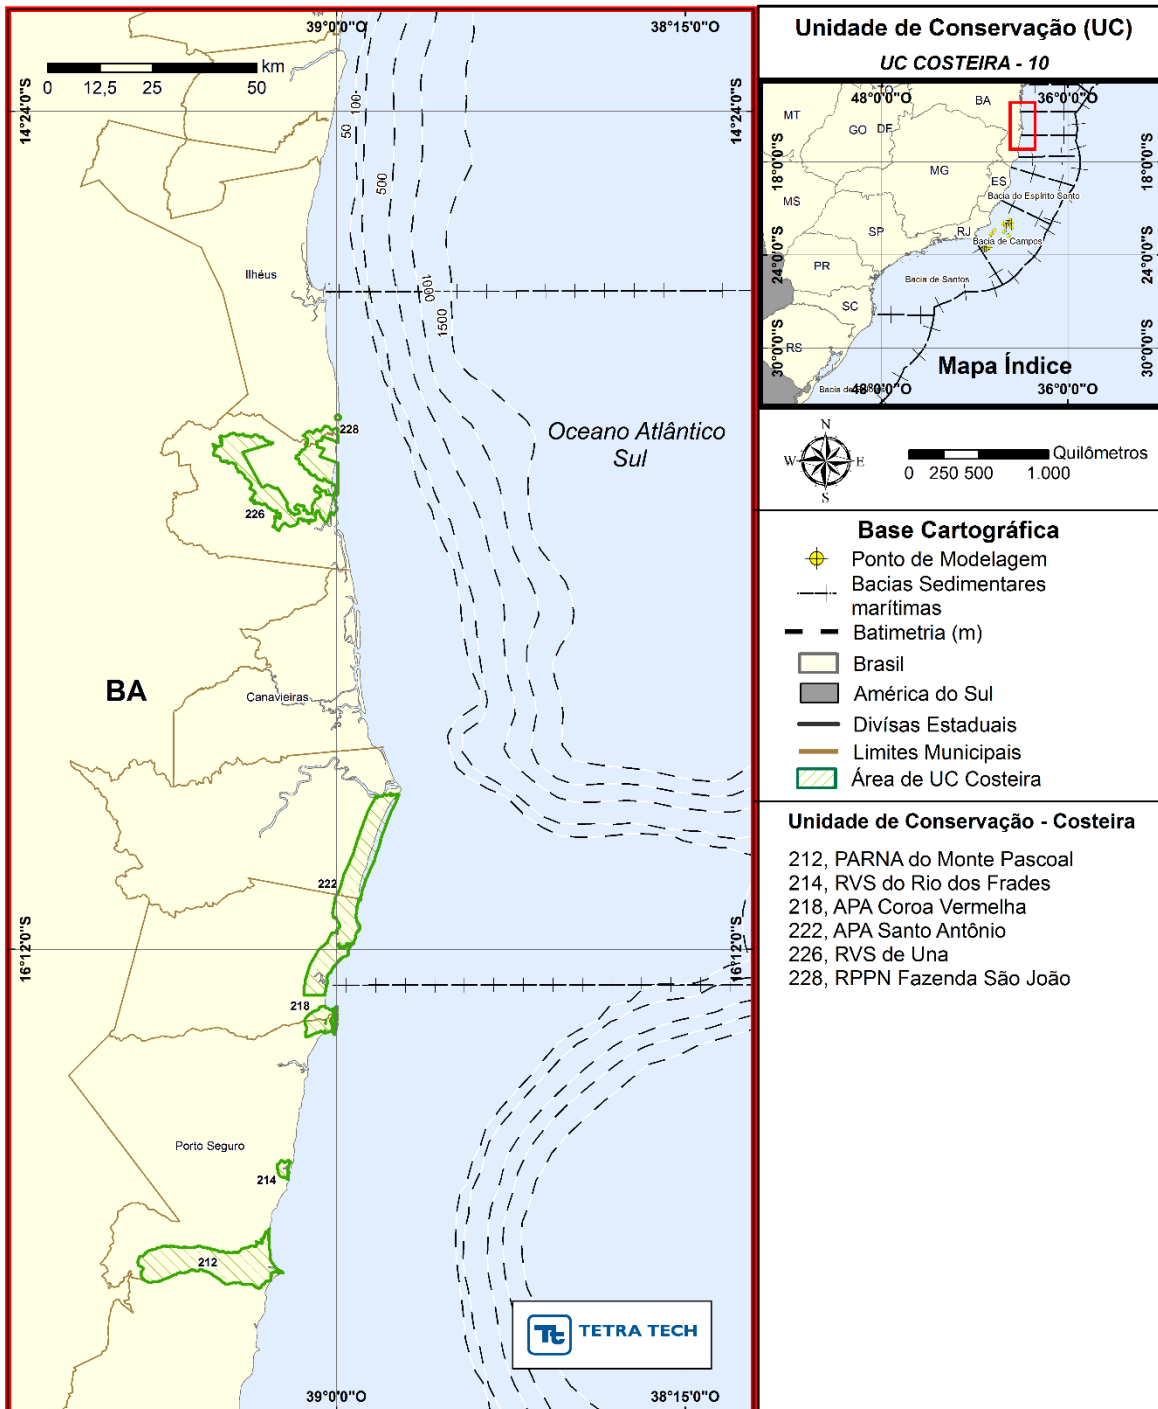 39°0'0"O
38°15'0"O
km
0 12,5 25 50
14°24'0"S
14°24'0"S
50
100
500
1000
1500
Ilhéus
228
Oceano Atlântico
Sul
226
BA
Canavieiras
222
16°12'0"S
16°12'0"S
218
Porto Seguro
214
212
Tt TETRA TECH
39°0'0"O
38°15'0"O
Unidade de Conservação (UC)
UC COSTEIRA - 10
48°0'0"O
36°0'0"O
TO
BA
MT
GO
DF
MG
ES
MS
SP
RJ
PR
SC
RS
Bacia do Espírito Santo
Bacia de Campos
Bacia de Santos
Bacia de
18°0'0"S
18°0'0"S
24°0'0"S
24°0'0"S
30°0'0"S
30°0'0"S
Mapa Índice
48°0'0"O
36°0'0"O
N
W E
S
Quilômetros
0 250 500 1.000
Base Cartográfica
Ponto de Modelagem
Bacias Sedimentares
marítimas
Batimetria (m)
Brasil
América do Sul
Divísas Estaduais
Limites Municipais
Área de UC Costeira
Unidade de Conservação - Costeira
212, PARNA do Monte Pascoal
214, RVS do Rio dos Frades
218, APA Coroa Vermelha
222, APA Santo Antônio
226, RVS de Una
228, RPPN Fazenda São João